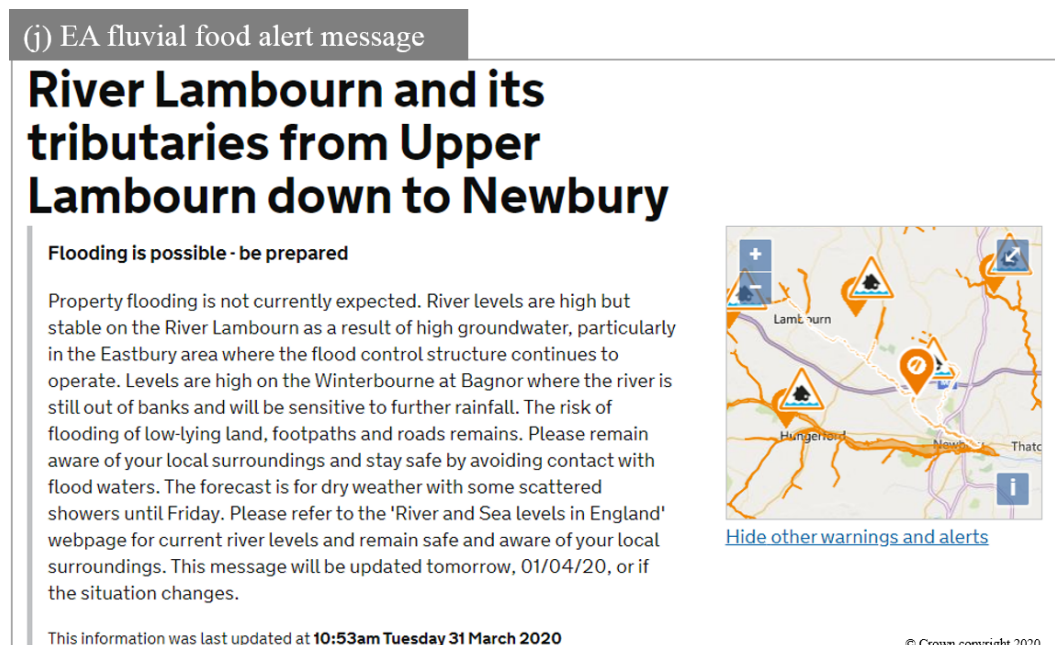 (j) EA fluvial food alert message
River Lambourn and its
tributaries from Upper
Lambourn down to Newbury
Flooding is possible - be prepared
Property flooding is not currently expected. River levels are high but
stable on the River Lambourn as a result of high groundwater, particularly
in the Eastbury area where the flood control structure continues to
operate. Levels are high on the Winterbourne at Bagnor where the river is
still out of banks and will be sensitive to further rainfall. The risk of
flooding of low-lying land, footpaths and roads remains. Please remain
aware of your local surroundings and stay safe by avoiding contact with
flood waters. The forecast is for dry weather with some scattered
showers until Friday. Please refer to the 'River and Sea levels in England'
webpage for current river levels and remain safe and aware of your local
surroundings. This message will be updated tomorrow, 01/04/20, or if
the situation changes.
This information was last updated at 10:53am Tuesday 31 March 2020
+
−
Lambourn
Hungerford
Newbury
Thatc
i
Hide other warnings and alerts
© Crown copyright 2020